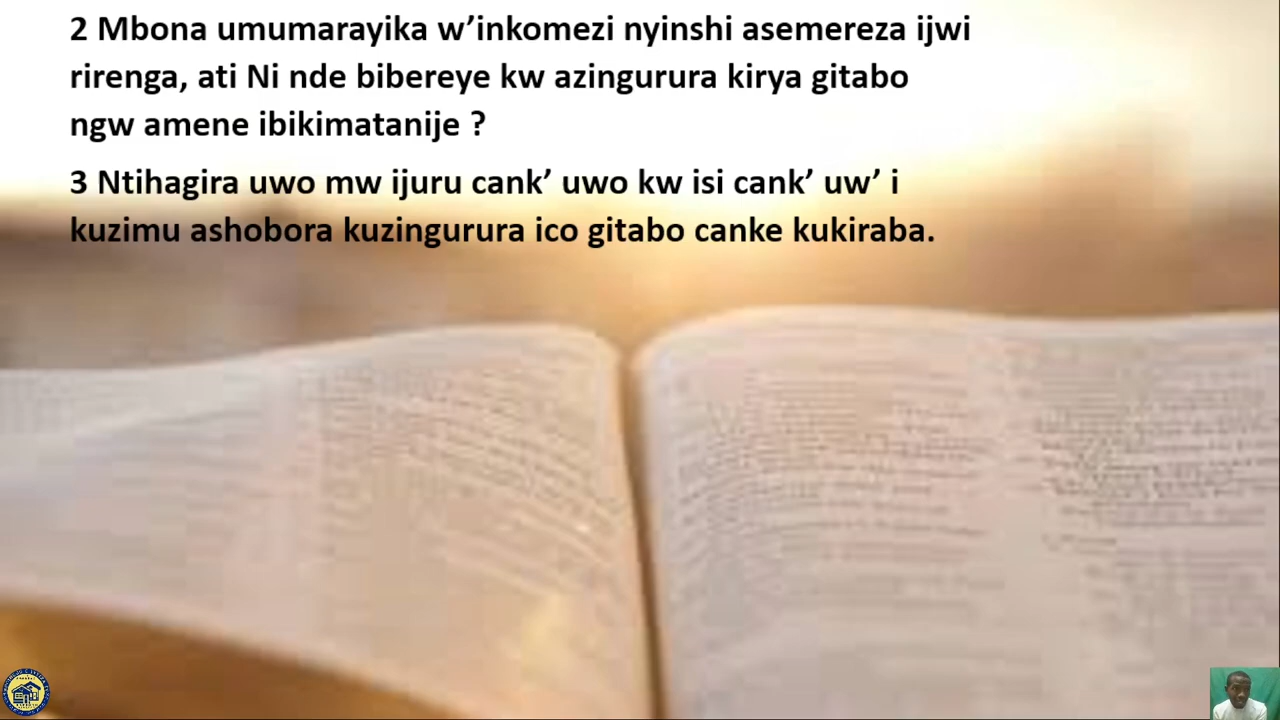 2 Mbona umumarayika w’inkomezi nyinshi asemereza ijwi
rirenga, ati Ni nde bibereye kw azingurura kirya gitabo
ngw amene ibikimatanije ?
3 Ntihagira uwo mw ijuru cank’ uwo kw isi cank’ uw’ i
kuzimu ashobora kuzingurura ico gitabo canke kukiraba.